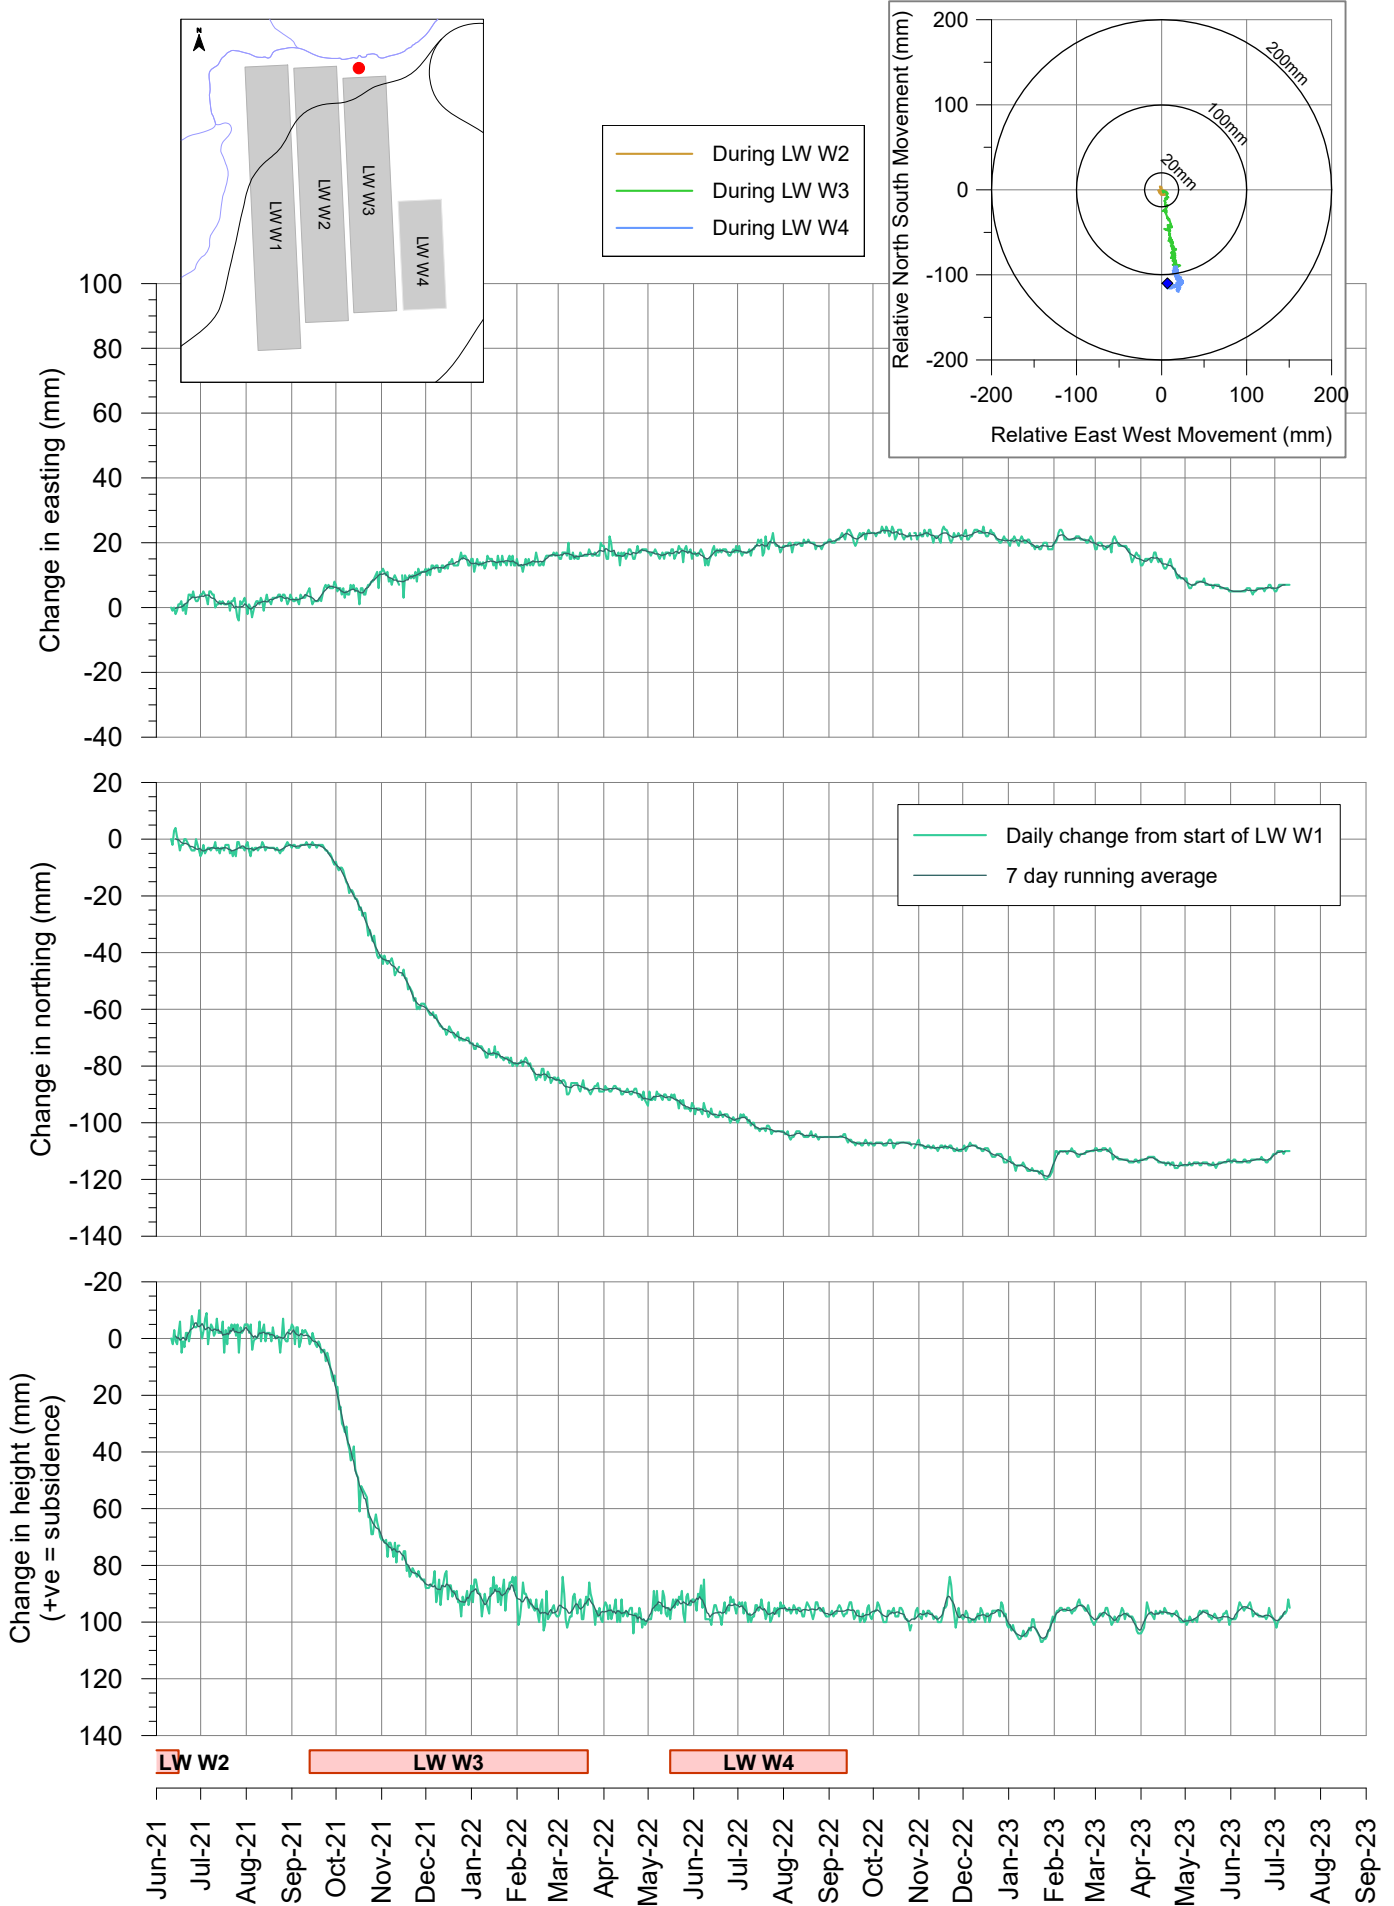 N
LW W1
LW W2
LW W3
LW W4
During LW W2
During LW W3
During LW W4
Relative North South Movement (mm)
200
100
0
-100
-200
200mm
100mm
20mm
-200
-100
0
100
200
Relative East West Movement (mm)
Change in easting (mm)
100
80
60
40
20
0
-20
-40
Change in northing (mm)
20
0
-20
-40
-60
-80
-100
-120
-140
Daily change from start of LW W1
7 day running average
Change in height (mm)
(+ve = subsidence)
-20
0
20
40
60
80
100
120
140
LW W2
LW W3
LW W4
Jun-21
Jul-21
Aug-21
Sep-21
Oct-21
Nov-21
Dec-21
Jan-22
Feb-22
Mar-22
Apr-22
May-22
Jun-22
Jul-22
Aug-22
Sep-22
Oct-22
Nov-22
Dec-22
Jan-23
Feb-23
Mar-23
Apr-23
May-23
Jun-23
Jul-23
Aug-23
Sep-23